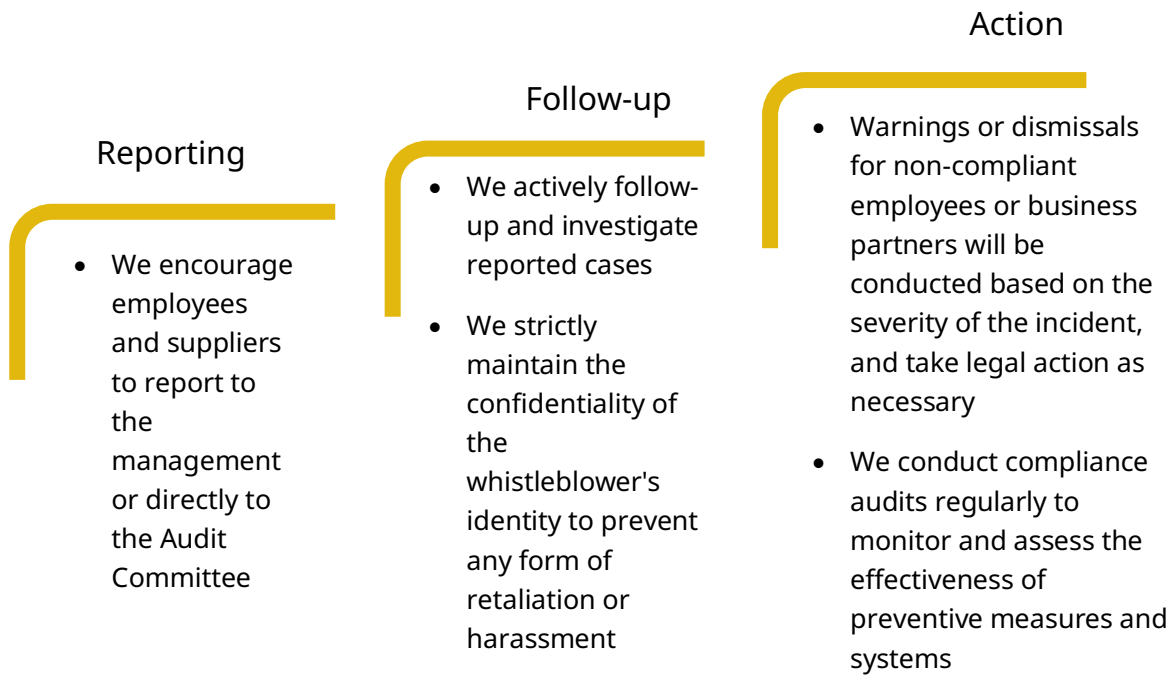 Reporting
• We encourage
employees
and suppliers
to report to
the
management
or directly to
the Audit
Committee
Follow-up
• We actively follow-
up and investigate
reported cases
• We strictly
maintain the
confidentiality of
the
whistleblower's
identity to prevent
any form of
retaliation or
harassment
Action
• Warnings or dismissals
for non-compliant
employees or business
partners will be
conducted based on the
severity of the incident,
and take legal action as
necessary
• We conduct compliance
audits regularly to
monitor and assess the
effectiveness of
preventive measures and
systems